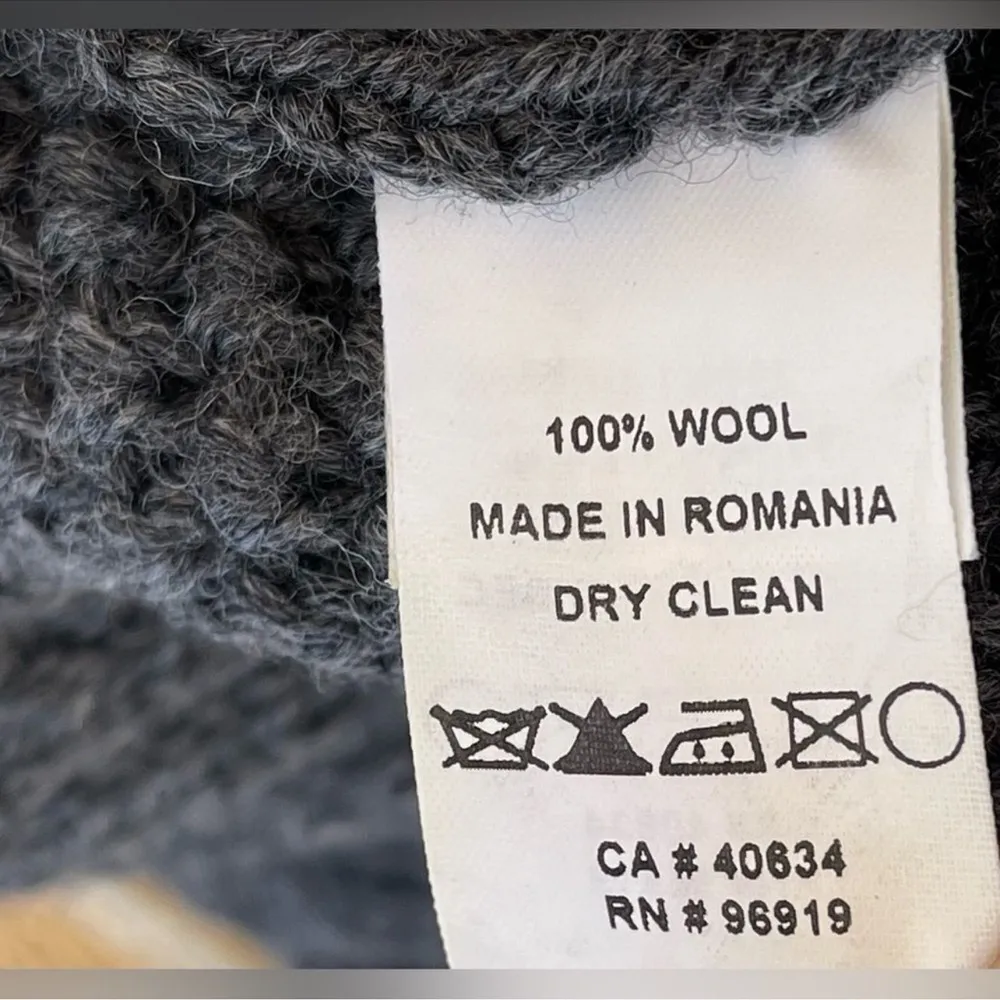 100% WOOL
MADE IN ROMANIA
DRY CLEAN
CA # 40634
RN # 96919